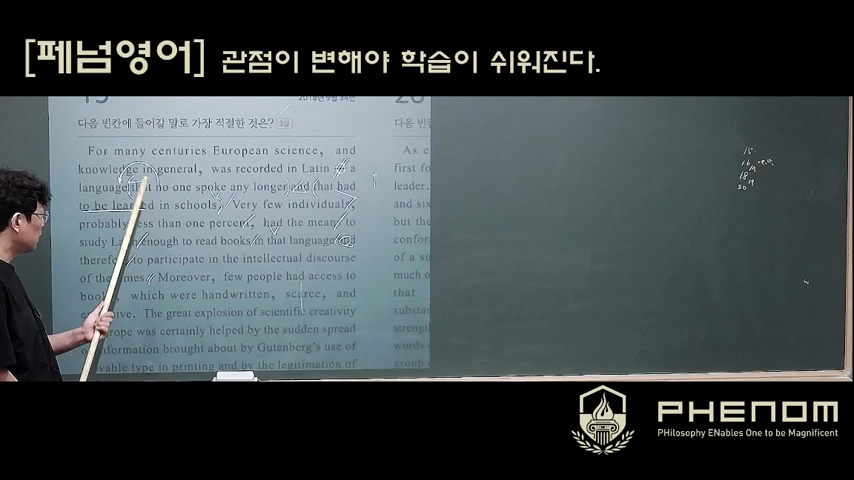 [페넘영어] 관점이 변해야 학습이 쉬워진다.
15
2018년 9월 34번
20
다음 빈칸에 들어갈 말로 가장 적절한 것은? 3점
다음 빈칸
For many centuries European science, and
knowledge in general, was recorded in Latin — a
language that no one spoke any longer and that had
to be learned in schools. Very few individuals,
probably less than one percent, had the means to
study Latin enough to read books in that language and
therefore to participate in the intellectual discourse
of the times. Moreover, few people had access to
books, which were handwritten, scarce, and
The great explosion of scientific creativity
Europe was certainly helped by the sudden spread
of information brought about by Gutenberg's use of
movable type in printing and by the legitimation of
As
first fo
leader.
and six
but the
confor
of a su
much o
that
substan
strength
words
group
15
16
18
19
20
PHENOM
PHilosophy ENables One to be Magnificent